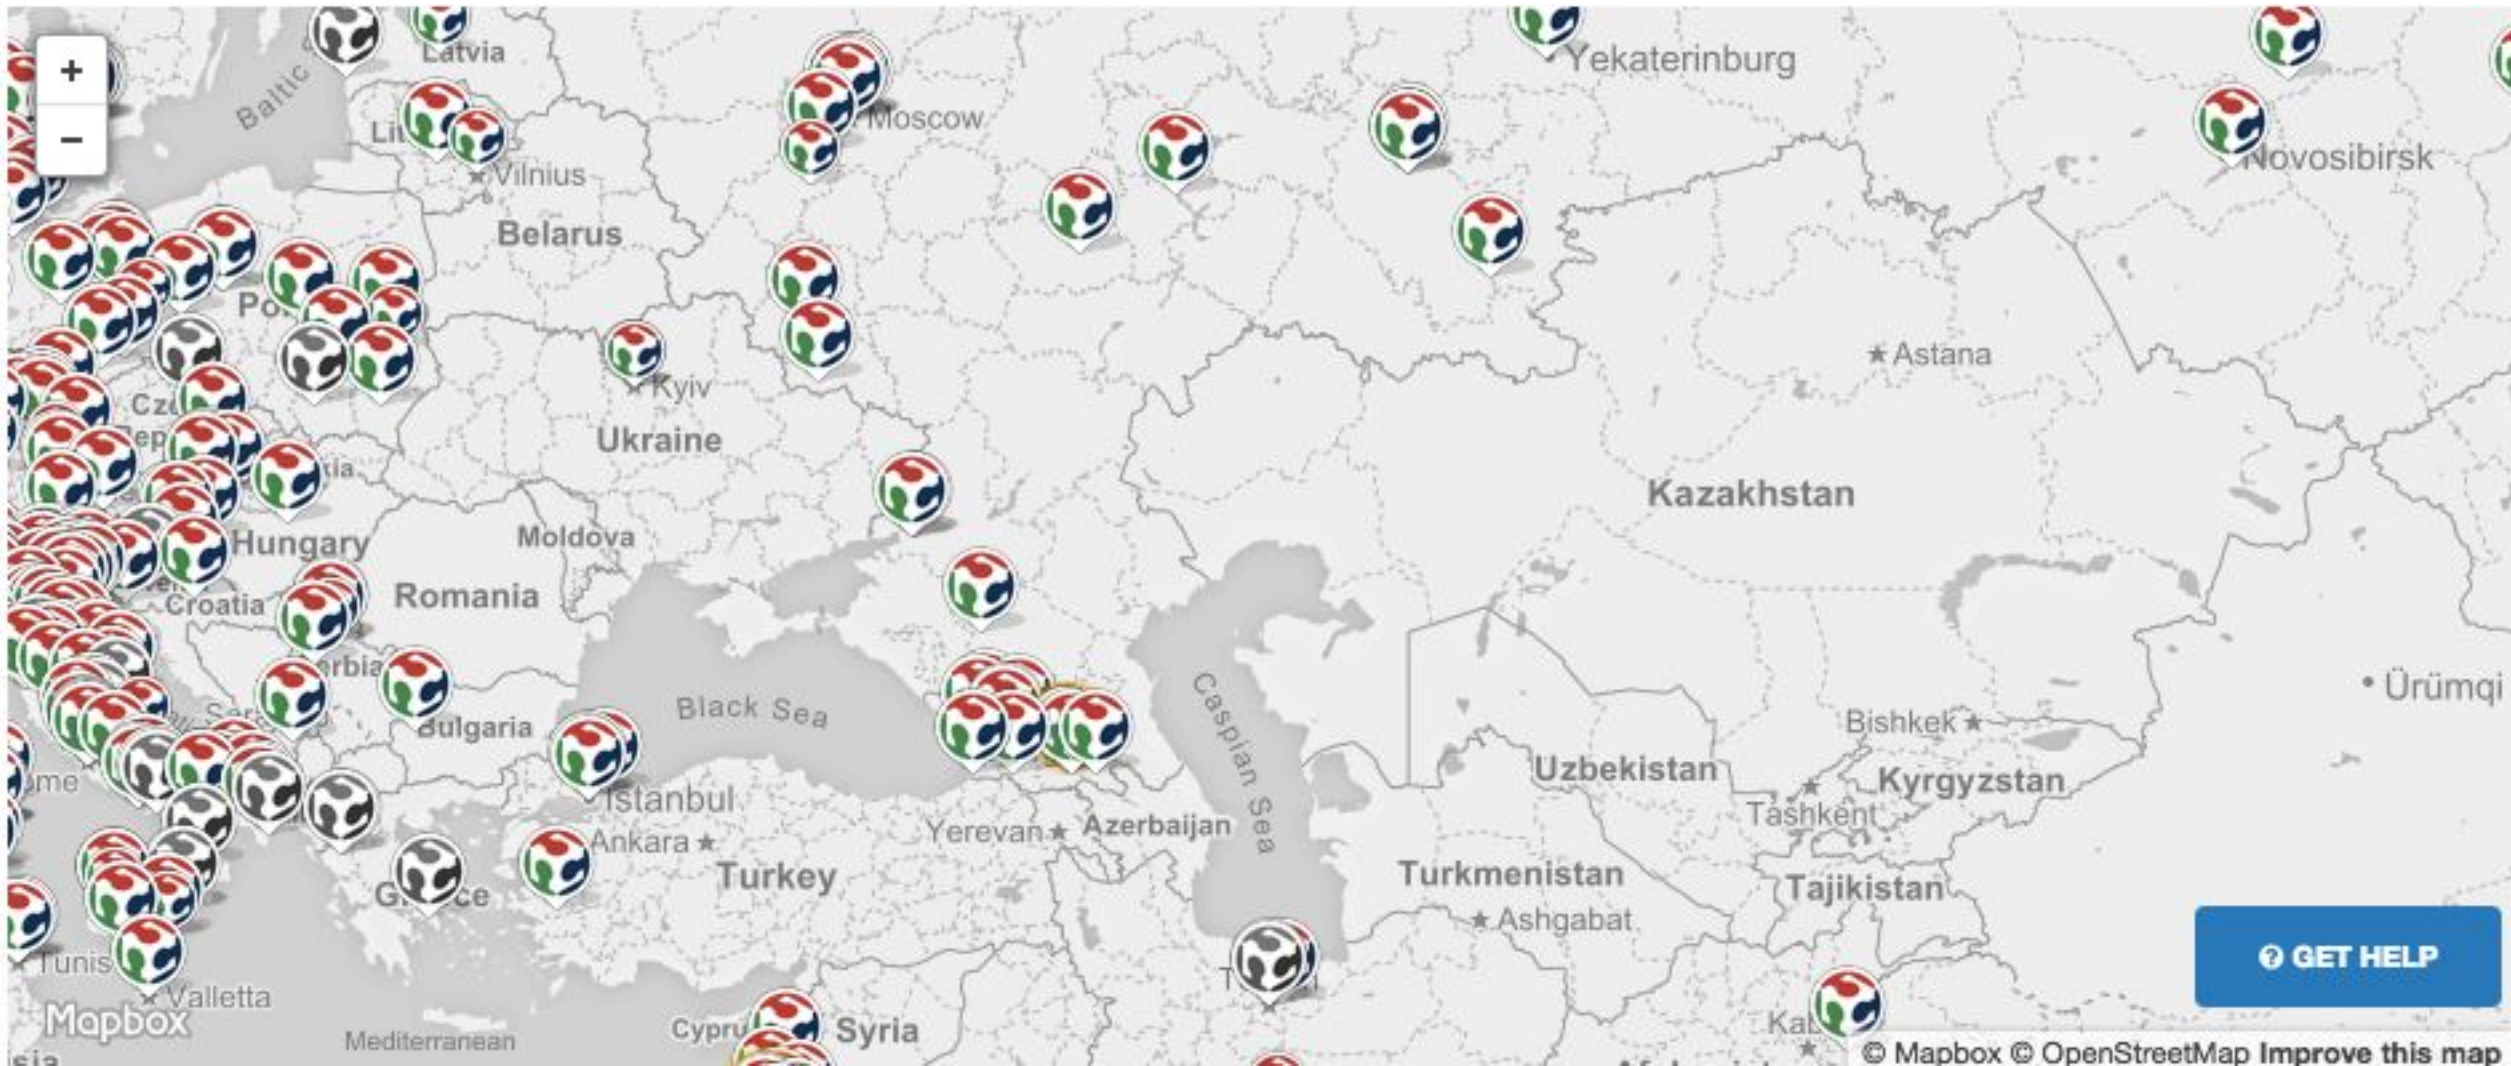 +
−
Baltic
Latvia
Yekaterinburg
Moscow
Novosibirsk
Vilnius
Belarus
Astana
Kyiv
Ukraine
Kazakhstan
Hungary
Moldova
Romania
Croatia
Black Sea
Caspian Sea
Bulgaria
Ürümqi
Bishkek
Uzbekistan
Kyrgyzstan
Istanbul
Tashkent
Yerevan
Azerbaijan
Ankara
Turkey
Turkmenistan
Tajikistan
Ashgabat
Tunis
Valletta
Mapbox
Mediterranean
Syria
? GET HELP
© Mapbox © OpenStreetMap Improve this map